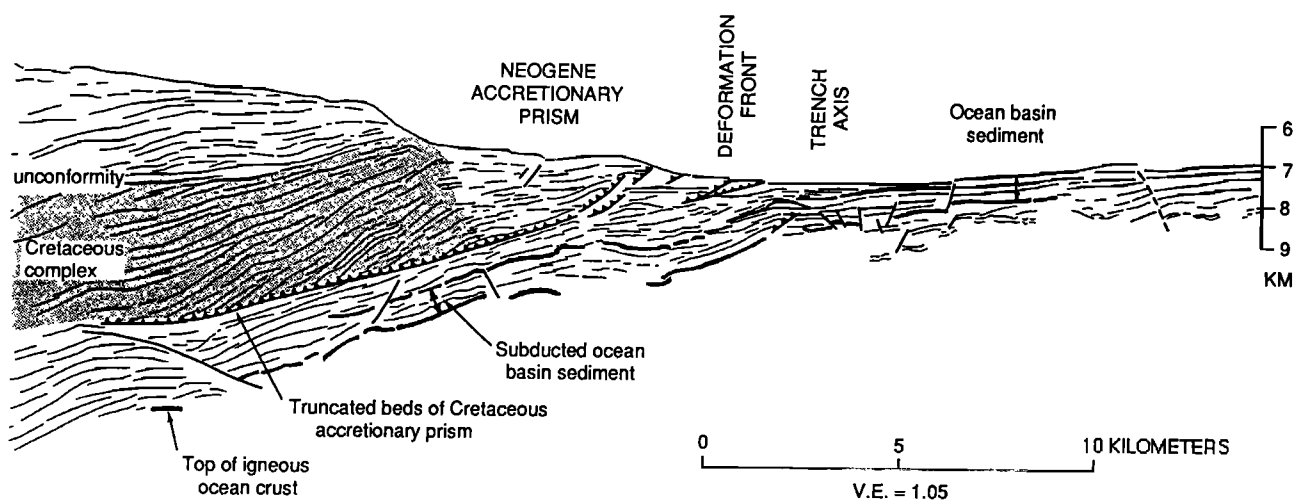 NEOGENE
ACCRETIONARY
PRISM
DEFORMATION
FRONT
TRENCH
AXIS
Ocean basin
sediment
6
7
8
9
KM
unconformity
Cretaceous
complex
Subducted ocean
basin sediment
Truncated beds of Cretaceous
accretionary prism
Top of igneous
ocean crust
0 5 10 KILOMETERS
V.E. = 1.05